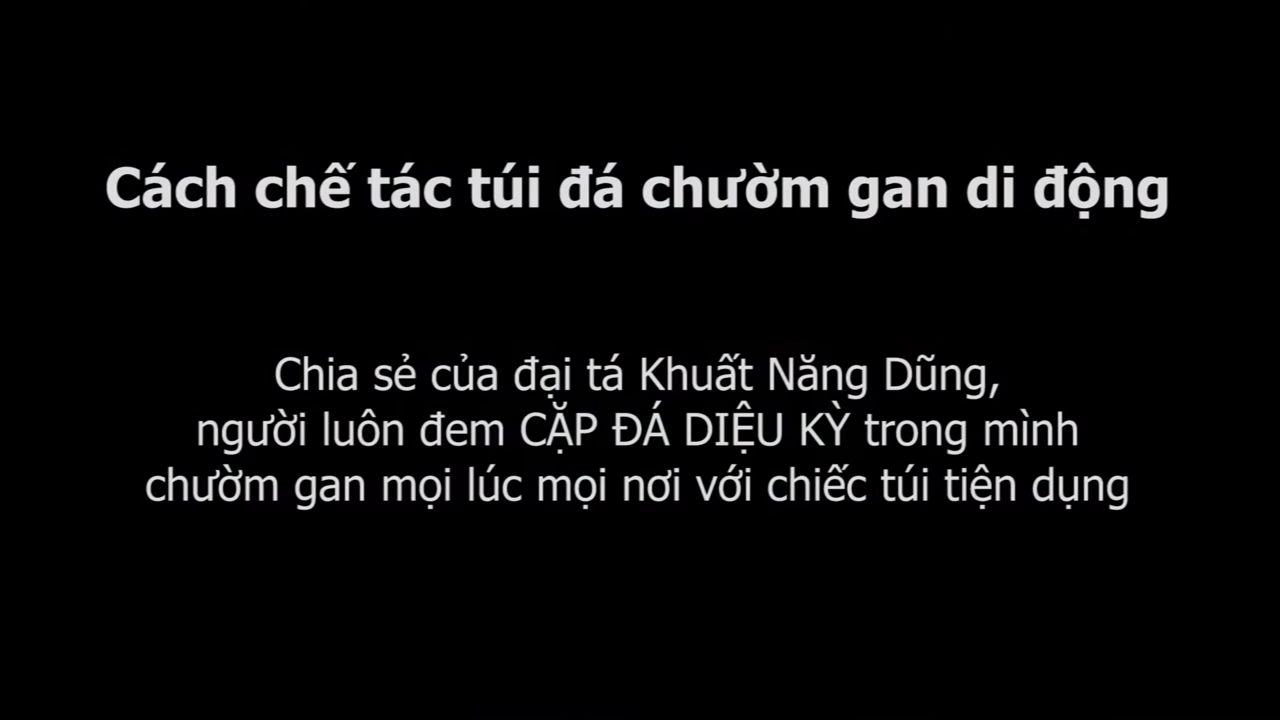 Cách chế tác túi đá chườm gan di động
Chia sẻ của đại tá Khuất Năng Dũng,
người luôn đem CẶP ĐÁ DIỆU KỲ trong mình
chườm gan mọi lúc mọi nơi với chiếc túi tiện dụng